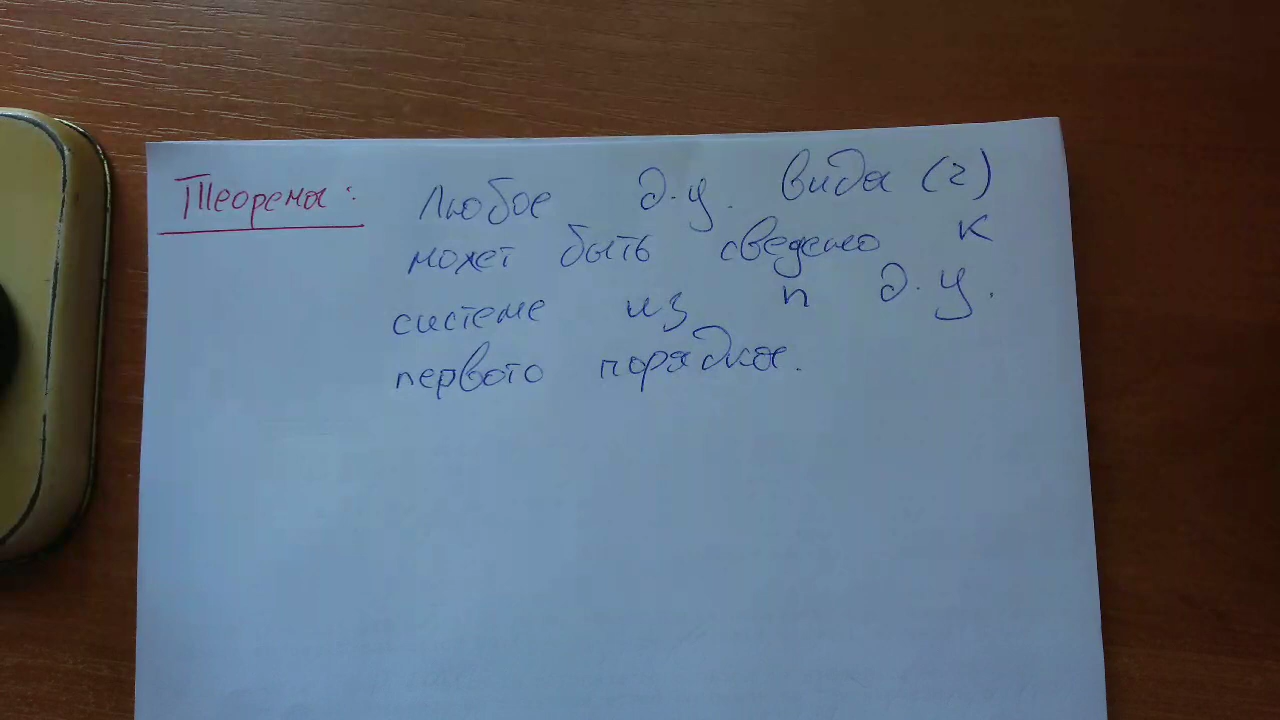 Теорема: Любое д.у. вида (2)
может быть сведено к
системе из n д.у.
первого порядка.